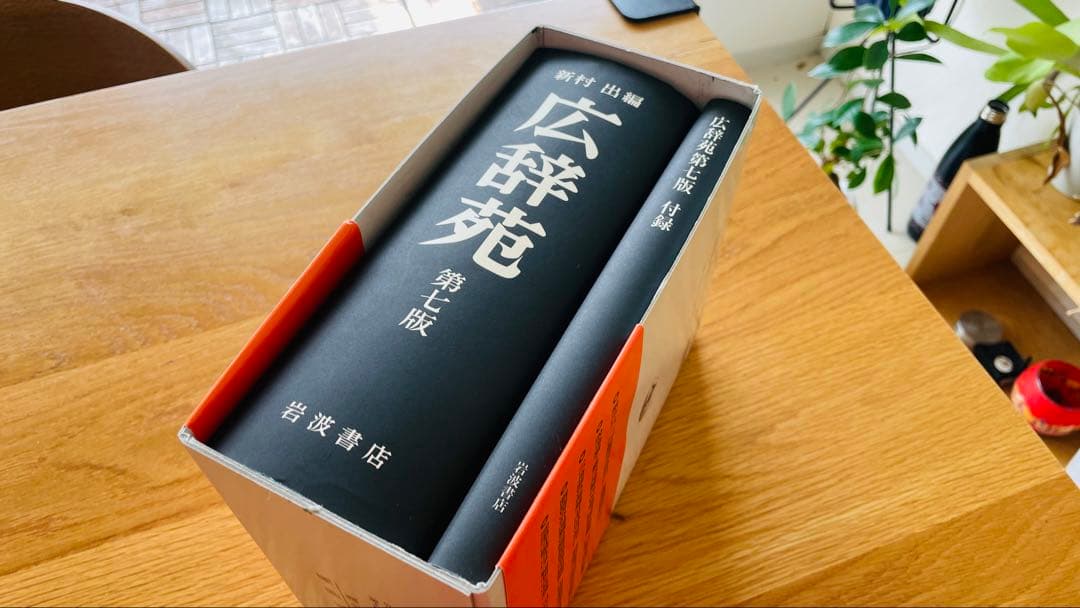 新村 出編
広辞苑
第七版
岩波書店
広辞苑第七版 付録
岩波書店